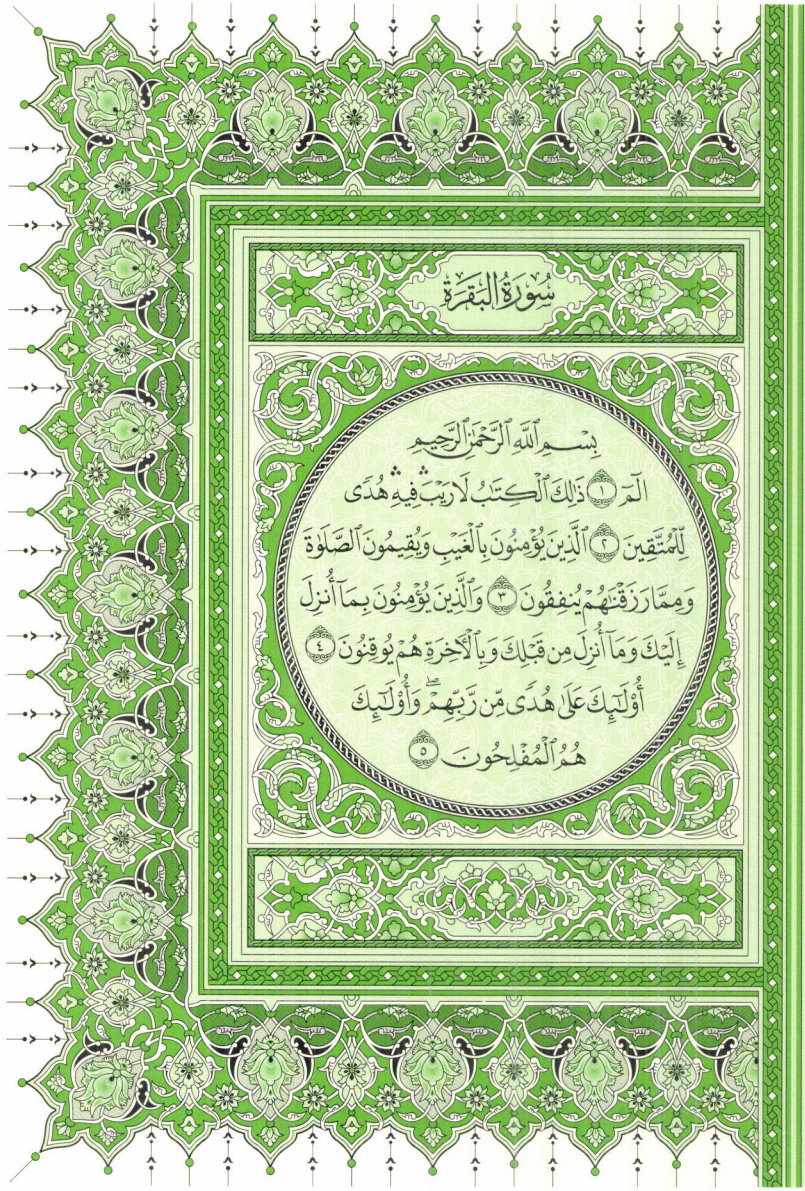 سُورَةُ البَقَرَةِ
بِسْمِ ٱللَّهِ ٱلرَّحْمَٰنِ ٱلرَّحِيمِ
الٓمٓ ١ ذَٰلِكَ ٱلْكِتَٰبُ لَا رَيْبَ ۛ فِيهِ ۛ هُدًى
لِّلْمُتَّقِينَ ٢ ٱلَّذِينَ يُؤْمِنُونَ بِٱلْغَيْبِ وَيُقِيمُونَ ٱلصَّلَوٰةَ
وَمِمَّا رَزَقْنَٰهُمْ يُنفِقُونَ ٣ وَٱلَّذِينَ يُؤْمِنُونَ بِمَآ أُنزِلَ
إِلَيْكَ وَمَآ أُنزِلَ مِن قَبْلِكَ وَبِٱلْأَخِرَةِ هُمْ يُوقِنُونَ ٤
أُو۟لَٰٓئِكَ عَلَىٰ هُدًى مِّن رَّبِّهِمْ ۖ وَأُو۟لَٰٓئِكَ
هُمُ ٱلْمُفْلِحُونَ ٥